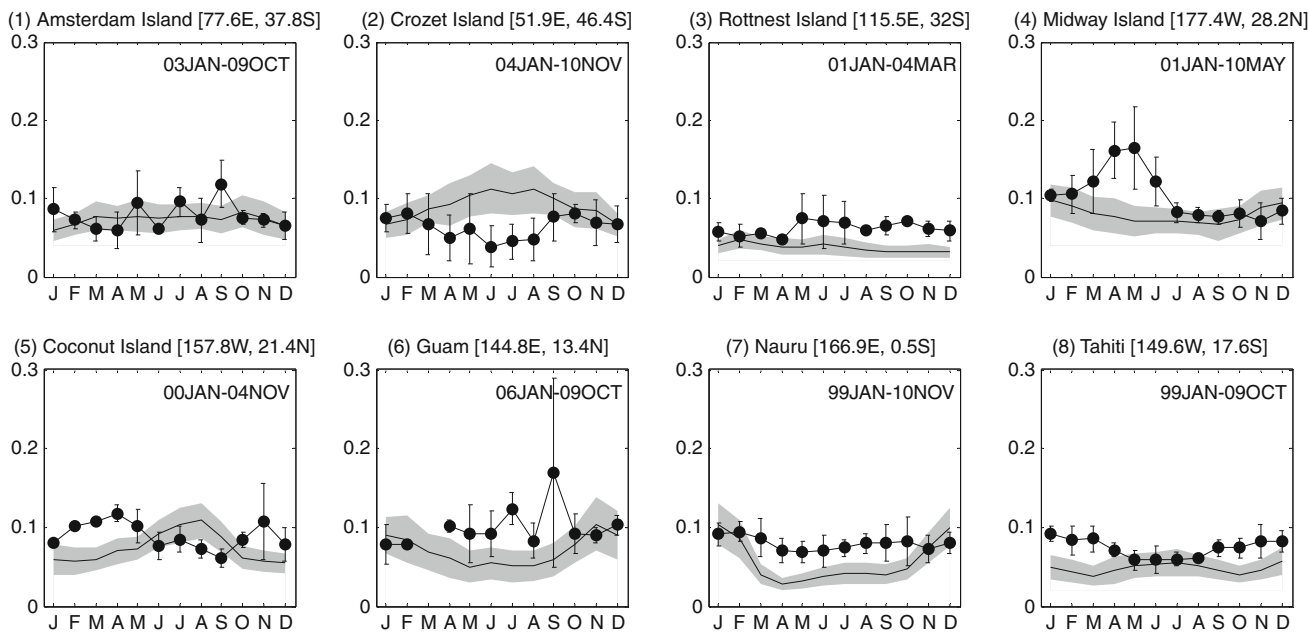 (1) Amsterdam Island [77.6E, 37.8S]
0.3
0.2
0.1
0
03JAN-09OCT
J F M A M J J A S O N D
(2) Crozet Island [51.9E, 46.4S]
0.3
0.2
0.1
0
04JAN-10NOV
J F M A M J J A S O N D
(3) Rottnest Island [115.5E, 32S]
0.3
0.2
0.1
0
01JAN-04MAR
J F M A M J J A S O N D
(4) Midway Island [177.4W, 28.2N]
0.3
0.2
0.1
0
01JAN-10MAY
J F M A M J J A S O N D
(5) Coconut Island [157.8W, 21.4N]
0.3
0.2
0.1
0
00JAN-04NOV
J F M A M J J A S O N D
(6) Guam [144.8E, 13.4N]
0.3
0.2
0.1
0
06JAN-09OCT
J F M A M J J A S O N D
(7) Nauru [166.9E, 0.5S]
0.3
0.2
0.1
0
99JAN-10NOV
J F M A M J J A S O N D
(8) Tahiti [149.6W, 17.6S]
0.3
0.2
0.1
0
99JAN-09OCT
J F M A M J J A S O N D